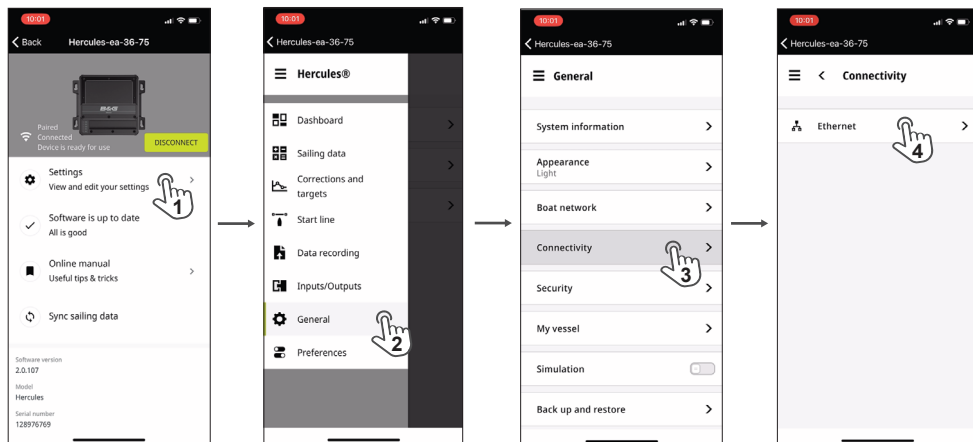 10:01
Back Hercules-ea-36-75
B&G
Paired
Connected
Device is ready for use
DISCONNECT
Settings
View and edit your settings
1
Software is up to date
All is good
Online manual
Useful tips & tricks
Sync sailing data
Software version
2.0.107
Model
Hercules
Serial number
128976769
10:01
Hercules-ea-36-75
Hercules®
Dashboard
Sailing data
Corrections and
targets
Start line
Data recording
Inputs/Outputs
General
2
Preferences
10:01
Hercules-ea-36-75
General
System information
Appearance
Light
Boat network
Connectivity
3
Security
My vessel
Simulation
Back up and restore
10:01
Hercules-ea-36-75
Connectivity
Ethernet
4